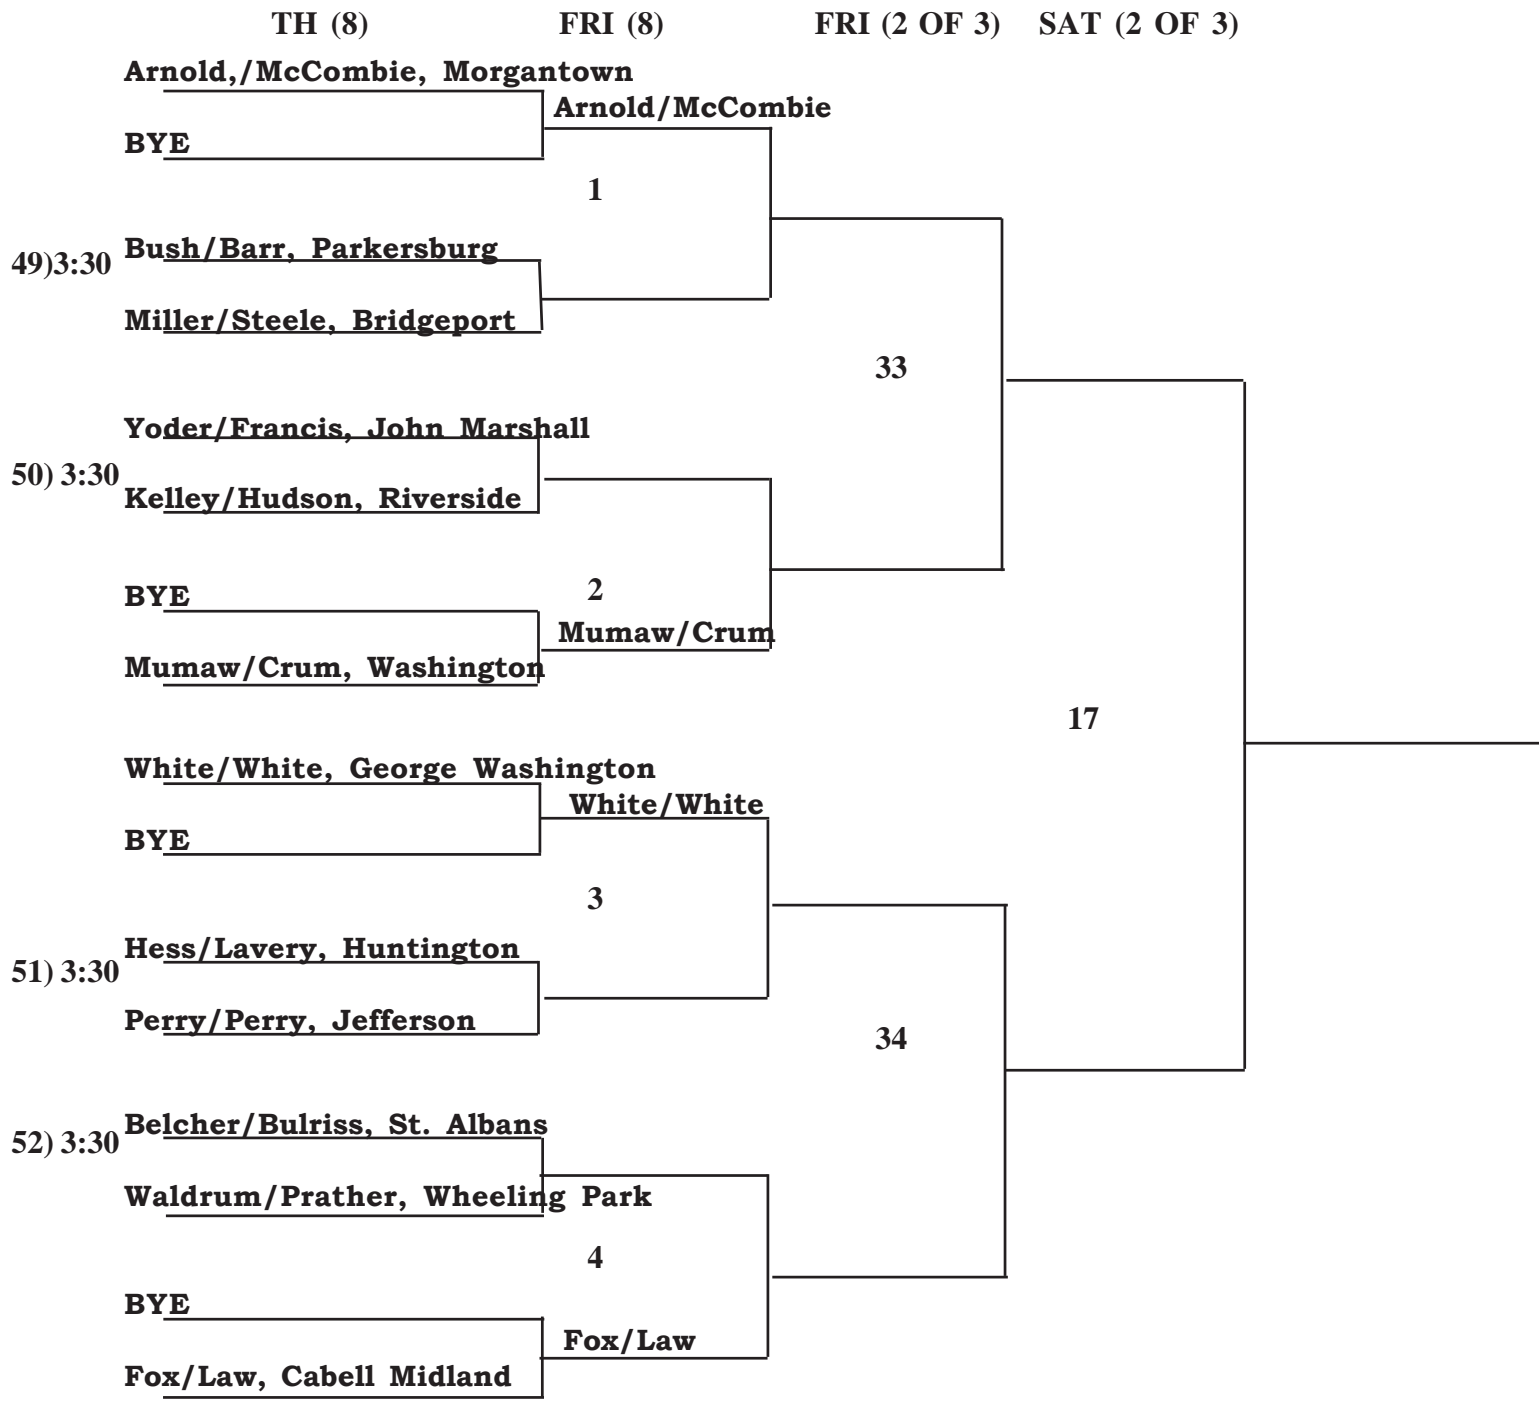 TH (8) FRI (8) FRI (2 OF 3) SAT (2 OF 3)
Arnold,/McCombie, Morgantown
Arnold/McCombie
BYE
1
49)3:30 Bush/Barr, Parkersburg
Miller/Steele, Bridgeport
33
Yoder/Francis, John Marshall
50) 3:30
Kelley/Hudson, Riverside
2
BYE
Mumaw/Crum
Mumaw/Crum, Washington
17
White/White, George Washington
White/White
BYE
3
Hess/Lavery, Huntington
51) 3:30
Perry/Perry, Jefferson
34
Belcher/Bulriss, St. Albans
52) 3:30
Waldrum/Prather, Wheeling Park
4
BYE
Fox/Law
Fox/Law, Cabell Midland